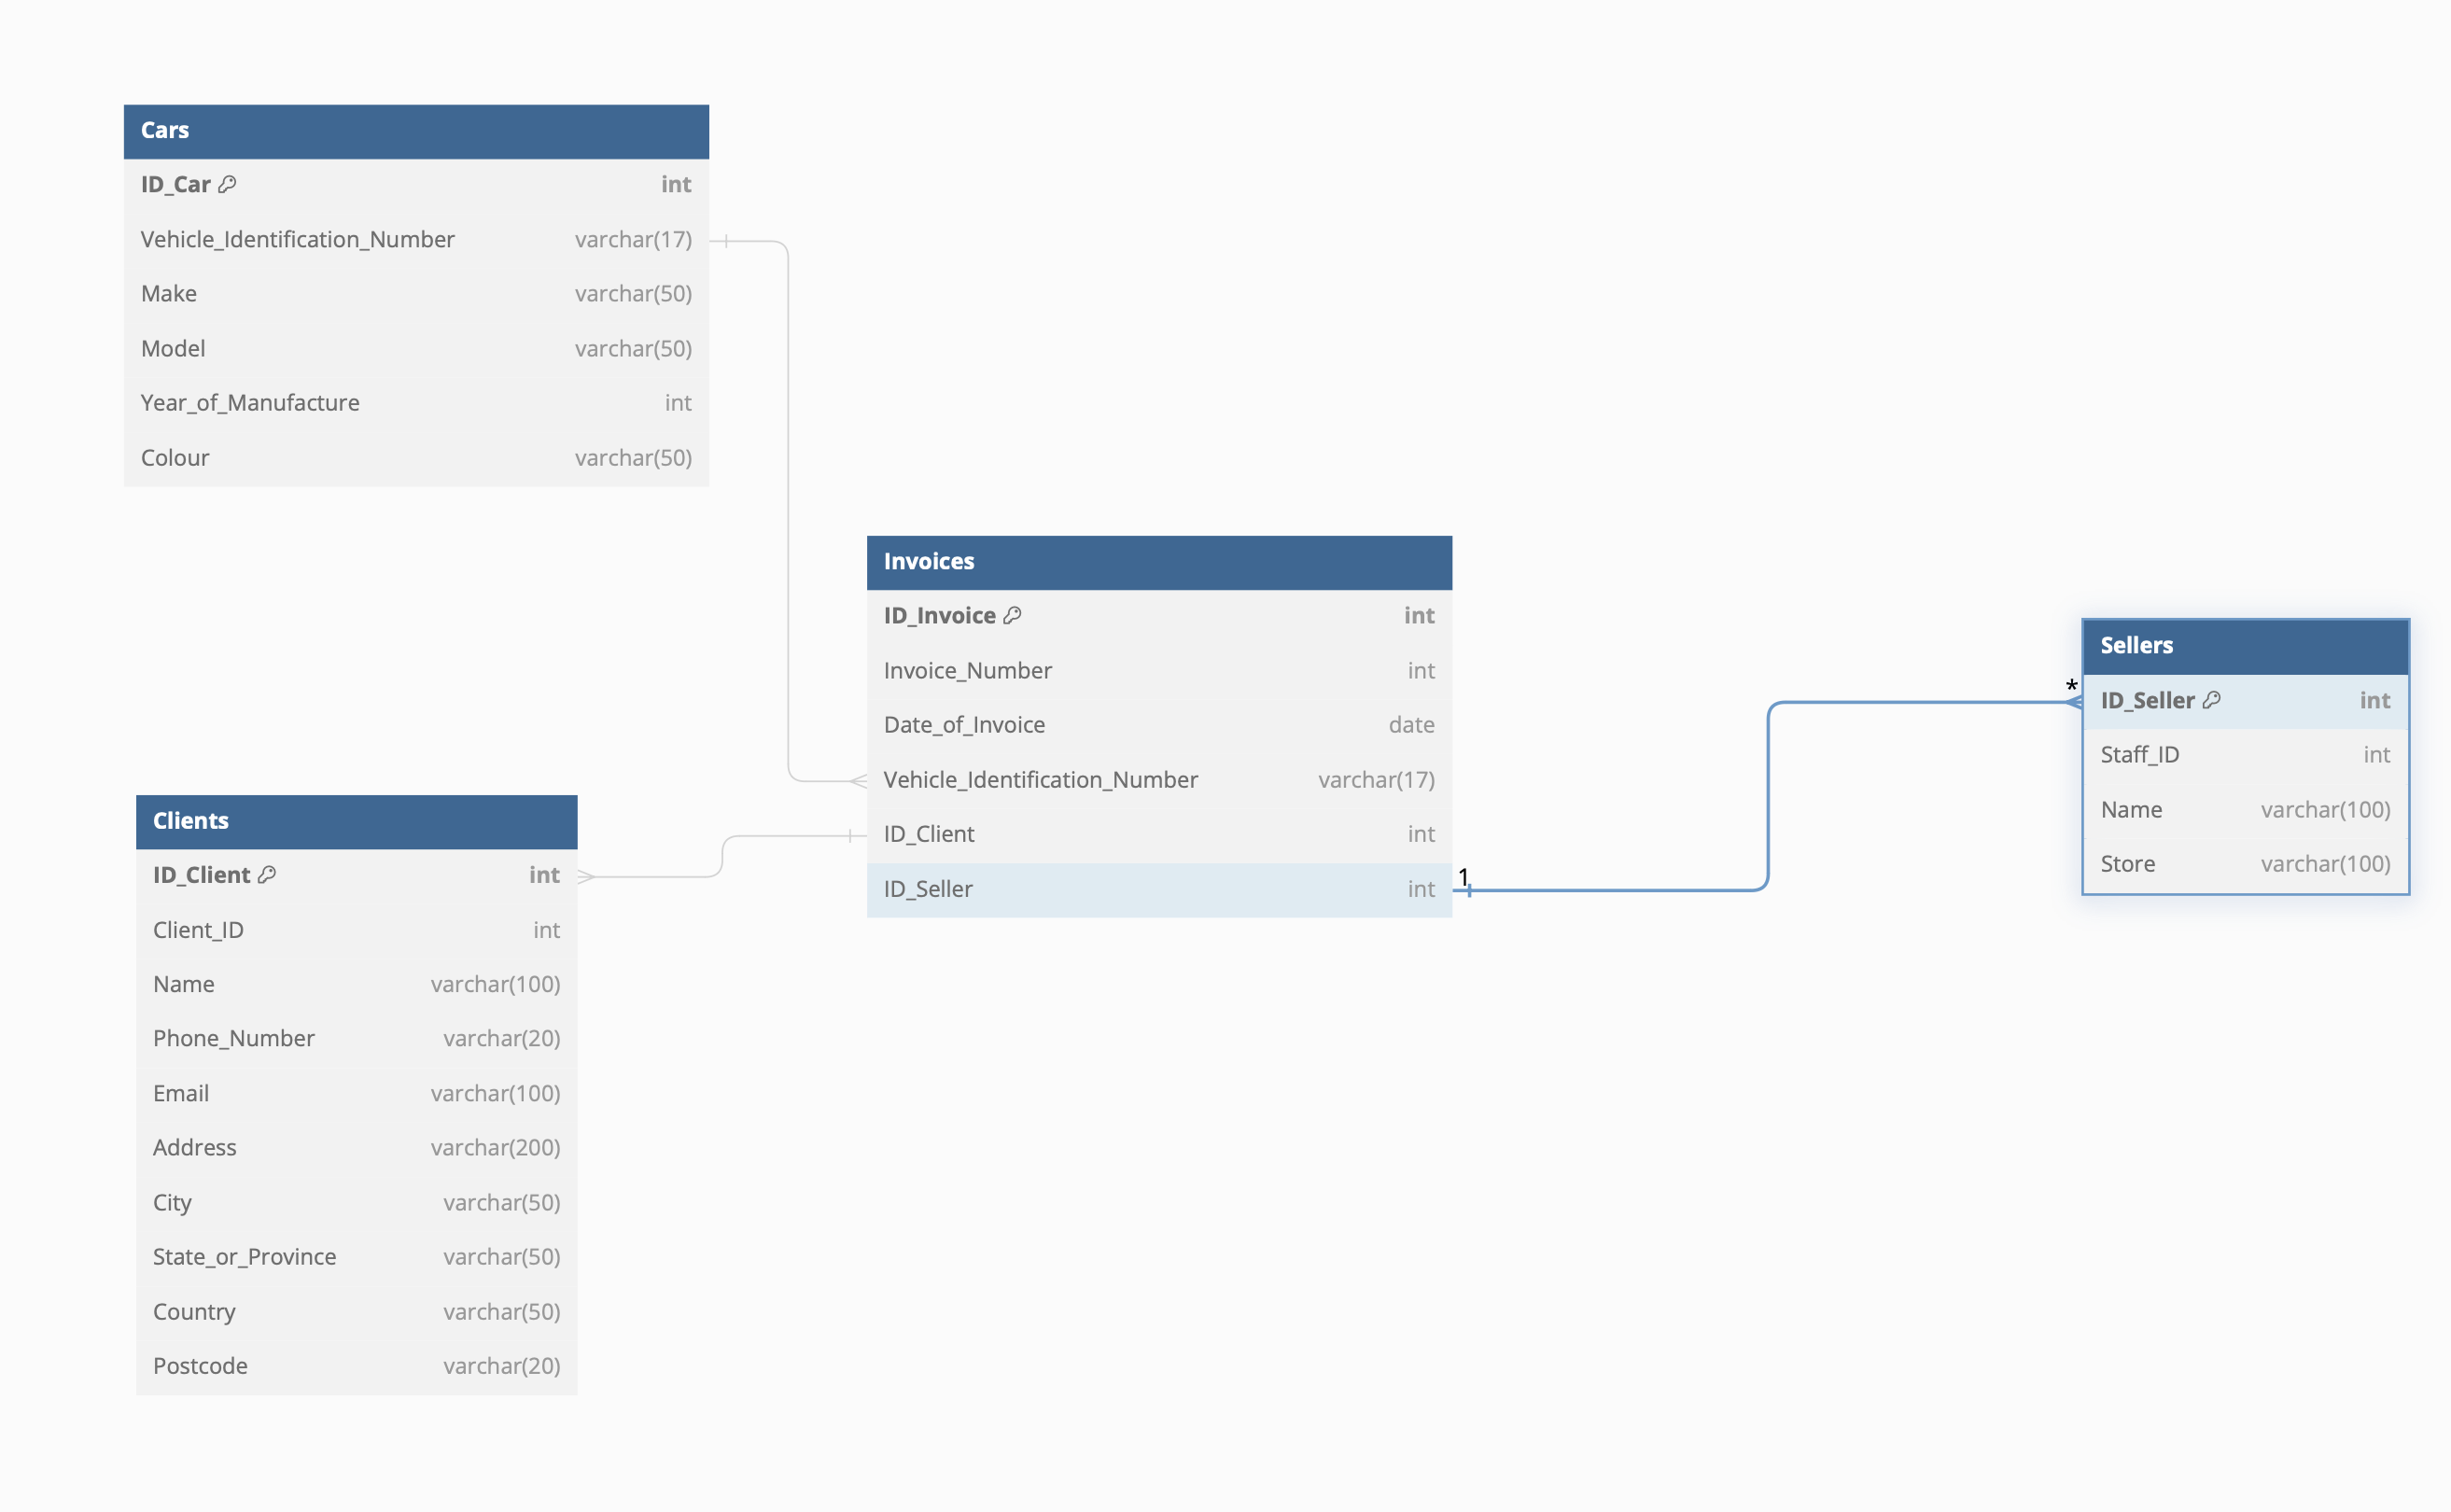 Cars
ID_Car int
Vehicle_Identification_Number varchar(17)
Make varchar(50)
Model varchar(50)
Year_of_Manufacture int
Colour varchar(50)
Invoices
ID_Invoice int
Invoice_Number int
Date_of_Invoice date
Vehicle_Identification_Number varchar(17)
ID_Client int
ID_Seller int
1
*
Sellers
ID_Seller int
Staff_ID int
Name varchar(100)
Store varchar(100)
Clients
ID_Client int
Client_ID int
Name varchar(100)
Phone_Number varchar(20)
Email varchar(100)
Address varchar(200)
City varchar(50)
State_or_Province varchar(50)
Country varchar(50)
Postcode varchar(20)